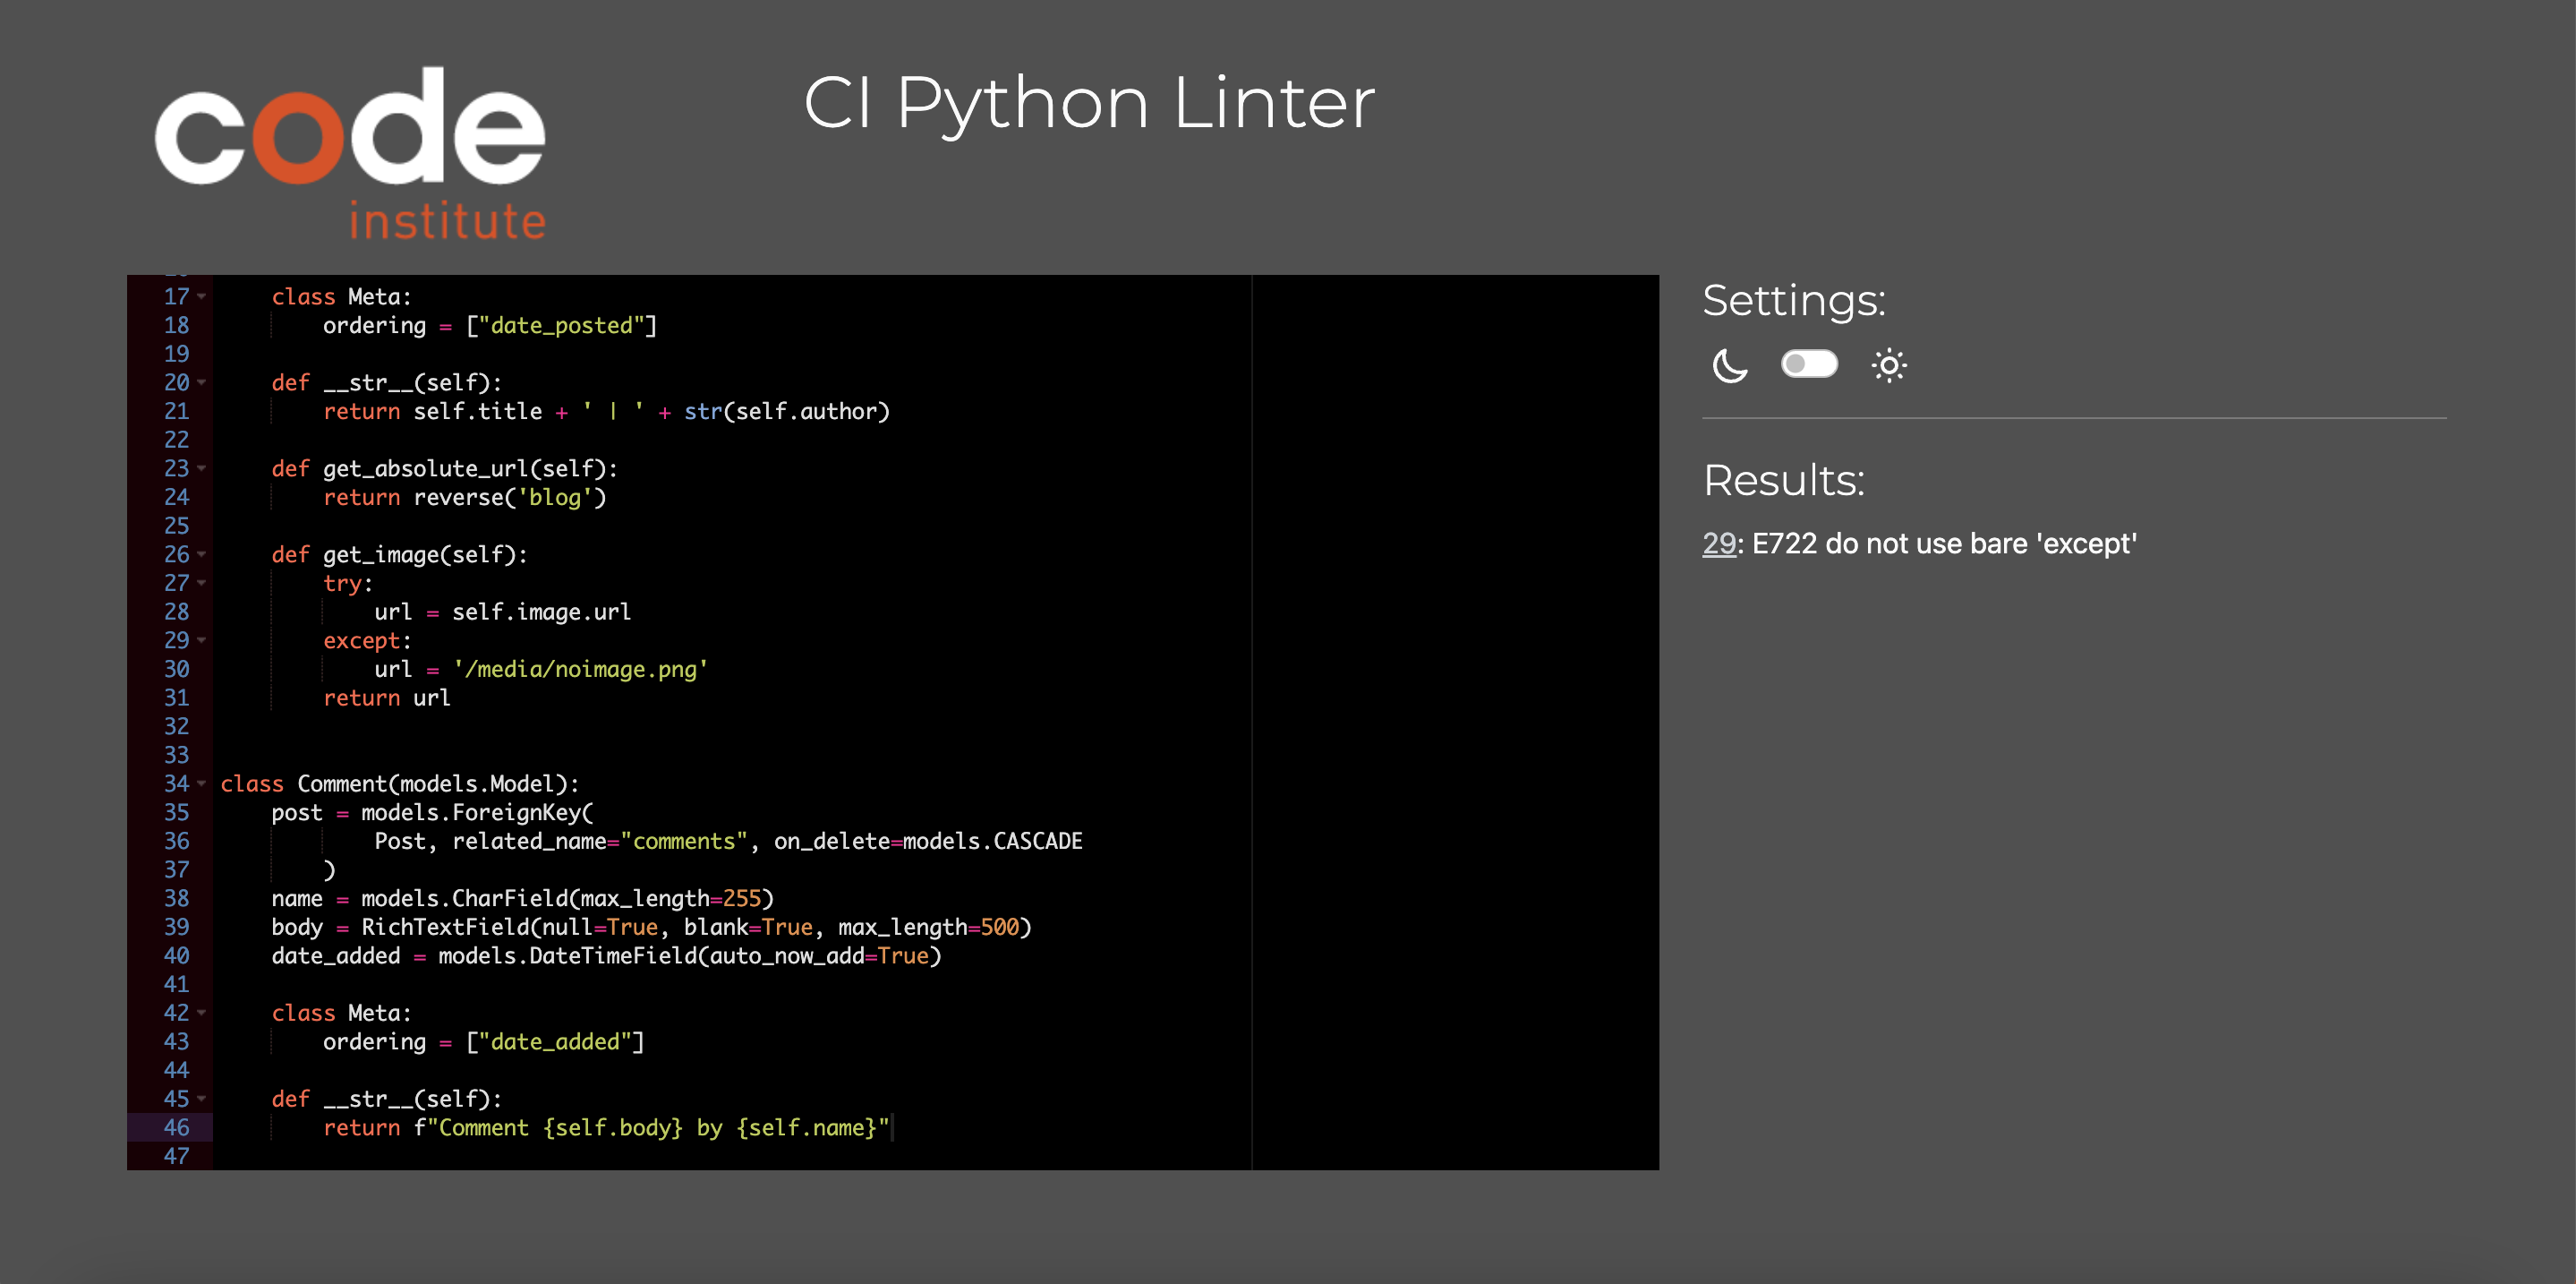 code
institute
CI Python Linter
17 class Meta:
18 ordering = ["date_posted"]
19
20 def __str__(self):
21 return self.title + ' | ' + str(self.author)
22
23 def get_absolute_url(self):
24 return reverse('blog')
25
26 def get_image(self):
27 try:
28 url = self.image.url
29 except:
30 url = '/media/noimage.png'
31 return url
32
33
34 class Comment(models.Model):
35 post = models.ForeignKey(
36 Post, related_name="comments", on_delete=models.CASCADE
37 )
38 name = models.CharField(max_length=255)
39 body = RichTextField(null=True, blank=True, max_length=500)
40 date_added = models.DateTimeField(auto_now_add=True)
41
42 class Meta:
43 ordering = ["date_added"]
44
45 def __str__(self):
46 return f"Comment {self.body} by {self.name}"
47
Settings:
Results:
29: E722 do not use bare 'except'